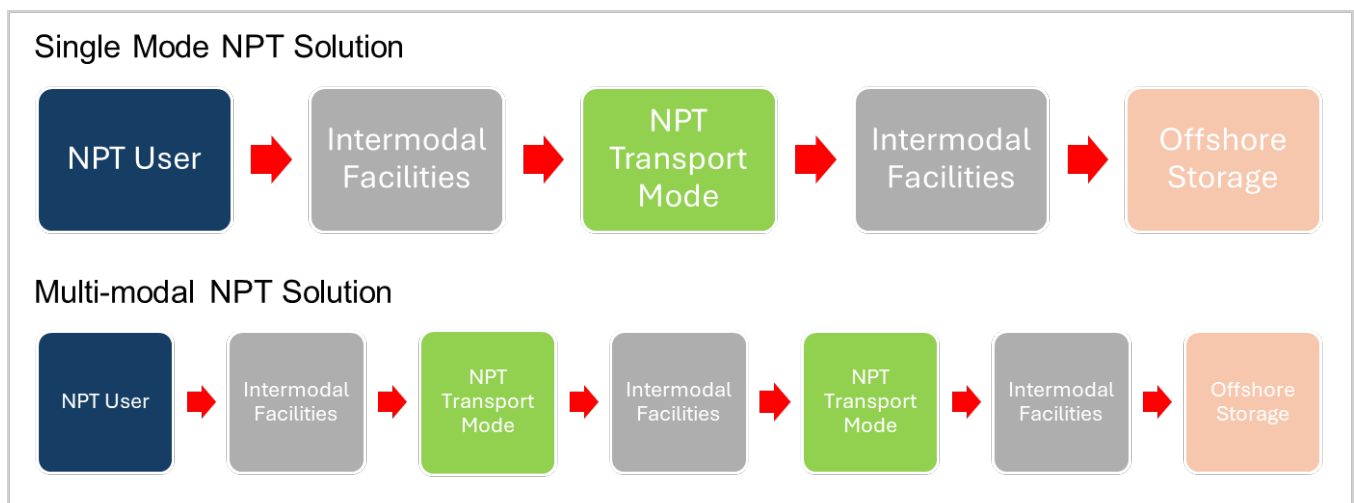 Single Mode NPT Solution
NPT User
Intermodal
Facilities
NPT
Transport
Mode
Intermodal
Facilities
Offshore
Storage
Multi-modal NPT Solution
NPT User
Intermodal
Facilities
NPT
Transport
Mode
Intermodal
Facilities
NPT
Transport
Mode
Intermodal
Facilities
Offshore
Storage